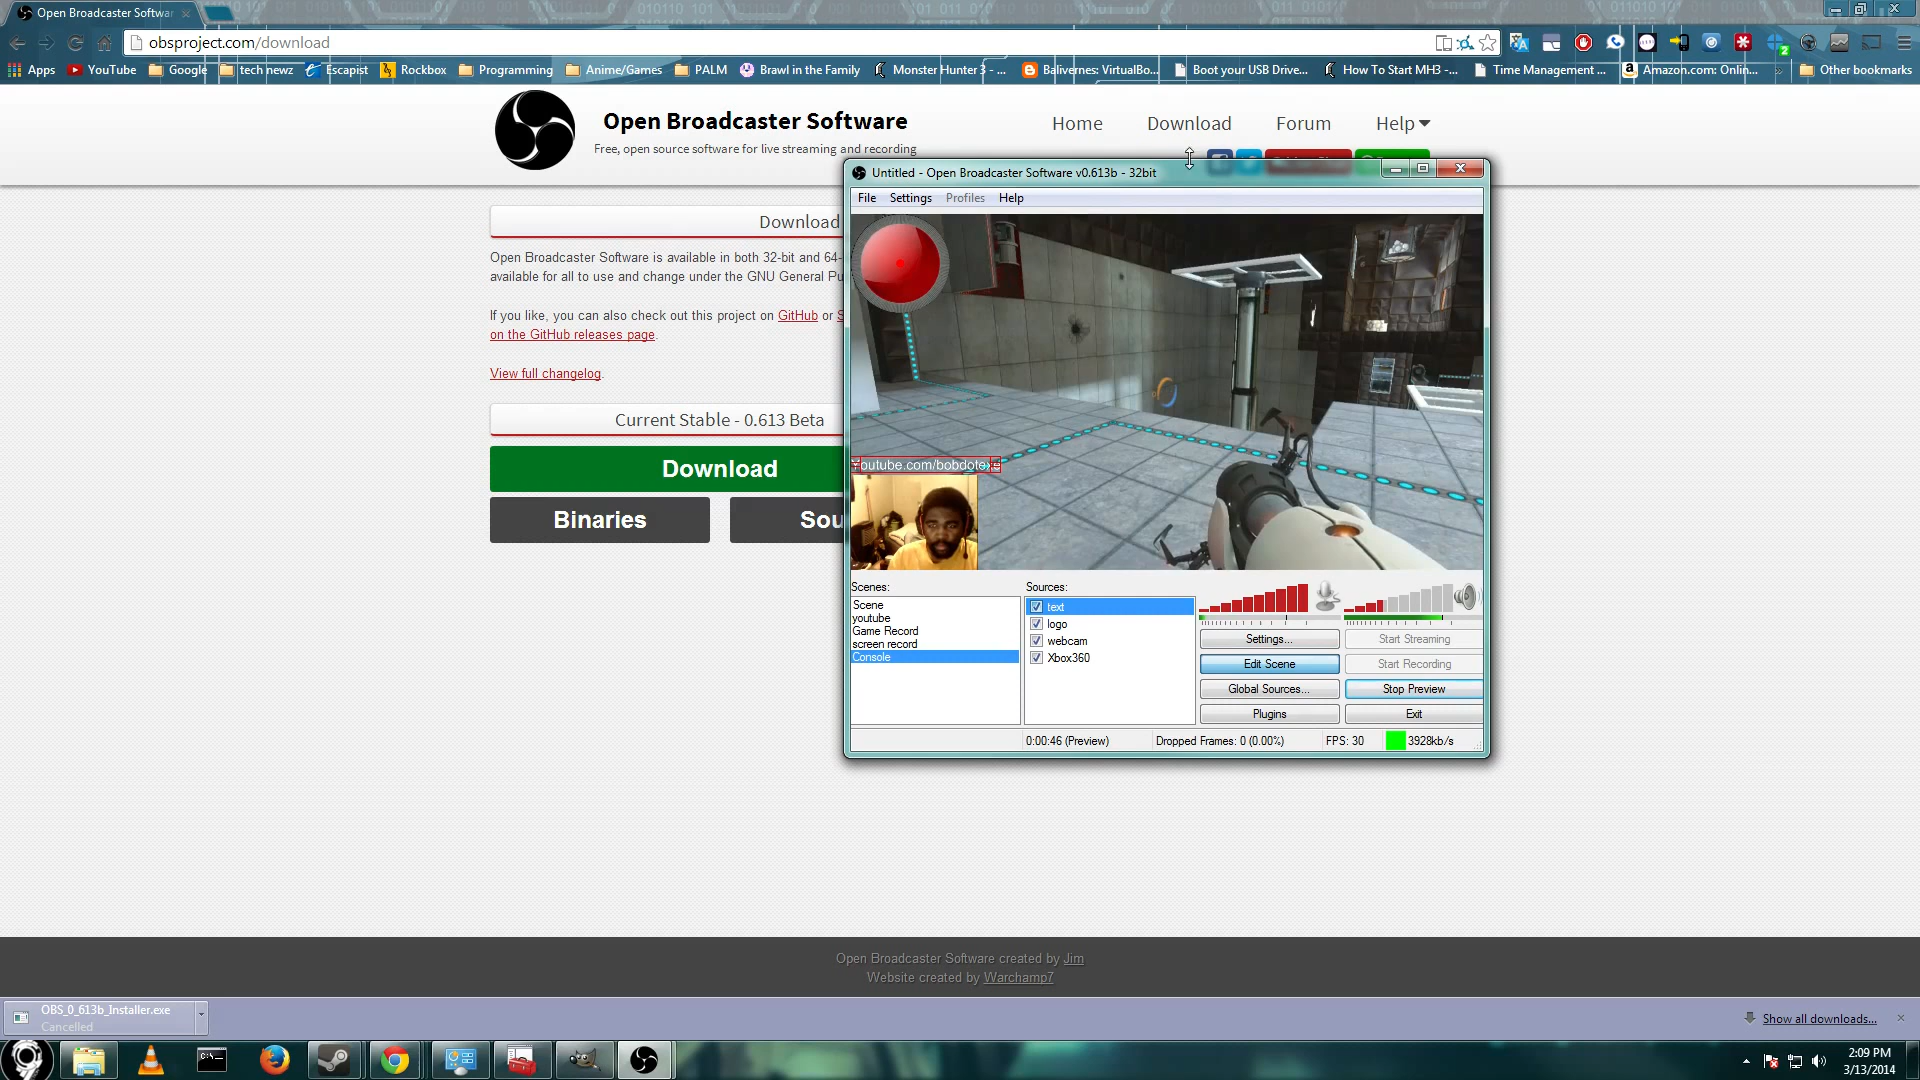 Open Broadcaster Softwar
obsproject.com/download
Apps
YouTube
Google
tech newz
Escapist
Rockbox
Programming
Anime/Games
PALM
Brawl in the Family
Monster Hunter 3 - ...
Balivernes: VirtualBo...
Boot your USB Drive...
How To Start MH3 -...
Time Management ...
Amazon.com: Onlin...
Other bookmarks
Open Broadcaster Software
Free, open source software for live streaming and recording
Home
Download
Forum
Help
Download
Open Broadcaster Software is available in both 32-bit and 64-
available for all to use and change under the GNU General Pu
If you like, you can also check out this project on GitHub or S
on the GitHub releases page.
View full changelog.
Current Stable - 0.613 Beta
Download
Binaries
Sou
Untitled - Open Broadcaster Software v0.613b - 32bit
File
Settings
Profiles
Help
outube.com/bobdote
Scenes:
Scene
youtube
Game Record
screen record
Console
Sources:
text
logo
webcam
Xbox360
Settings...
Start Streaming
Edit Scene
Start Recording
Global Sources...
Stop Preview
Plugins
Exit
0:00:46 (Preview)
Dropped Frames: 0 (0.00%)
FPS: 30
3928kb/s
Open Broadcaster Software created by Jim
Website created by Warchamp7
OBS_0_613b_Installer.exe
Cancelled
Show all downloads...
2:09 PM
3/13/2014